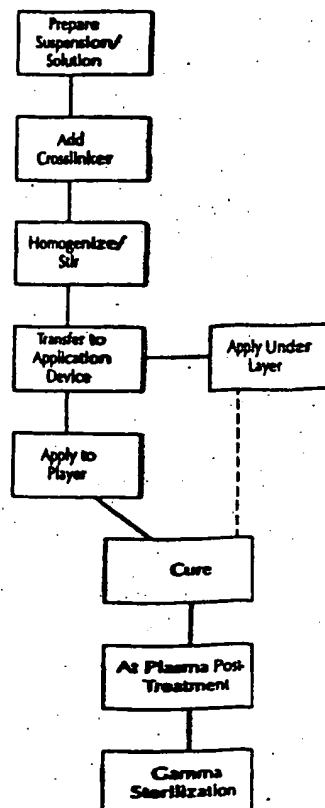 Prepare
Suspension/
Solution
Add
Crosslinker
Homogenize/
Stir
Transfer to
Application
Device
Apply Under
Layer
Apply to
Player
Cure
At Plasma Post-
Treatment
Gamma
Sterilization